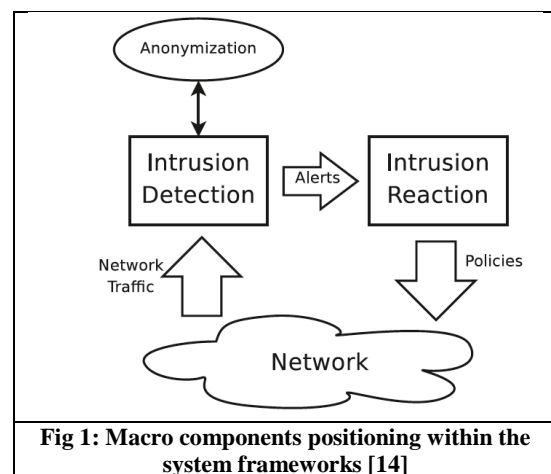 Anonymization
Intrusion
Detection
Alerts
Intrusion
Reaction
Network
Traffic
Policies
Network
Fig 1: Macro components positioning within the
system frameworks [14]